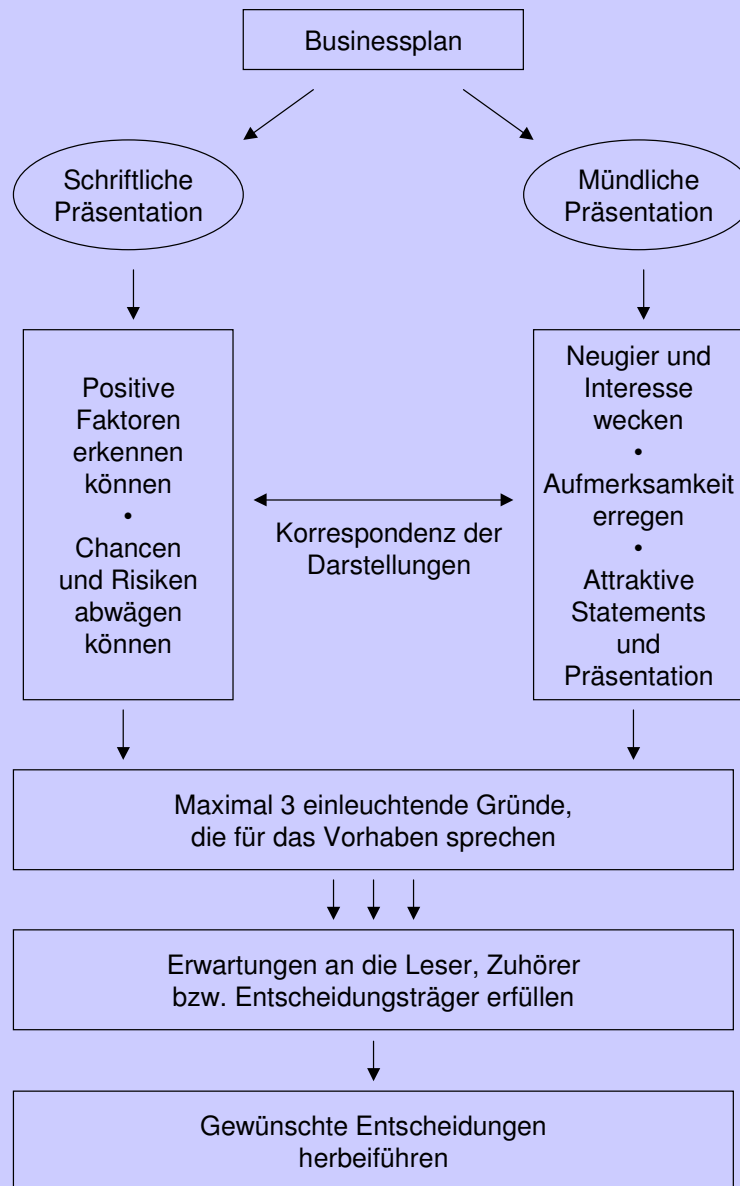 Businessplan
Schriftliche
Präsentation
Mündliche
Präsentation
Positive
Faktoren
erkennen
können
•
Chancen
und Risiken
abwägen
können
Korrespondenz der
Darstellungen
Neugier und
Interesse
wecken
•
Aufmerksamkeit
erregen
•
Attraktive
Statements
und
Präsentation
Maximal 3 einleuchtende Gründe,
die für das Vorhaben sprechen
Erwartungen an die Leser, Zuhörer
bzw. Entscheidungsträger erfüllen
Gewünschte Entscheidungen
herbeiführen